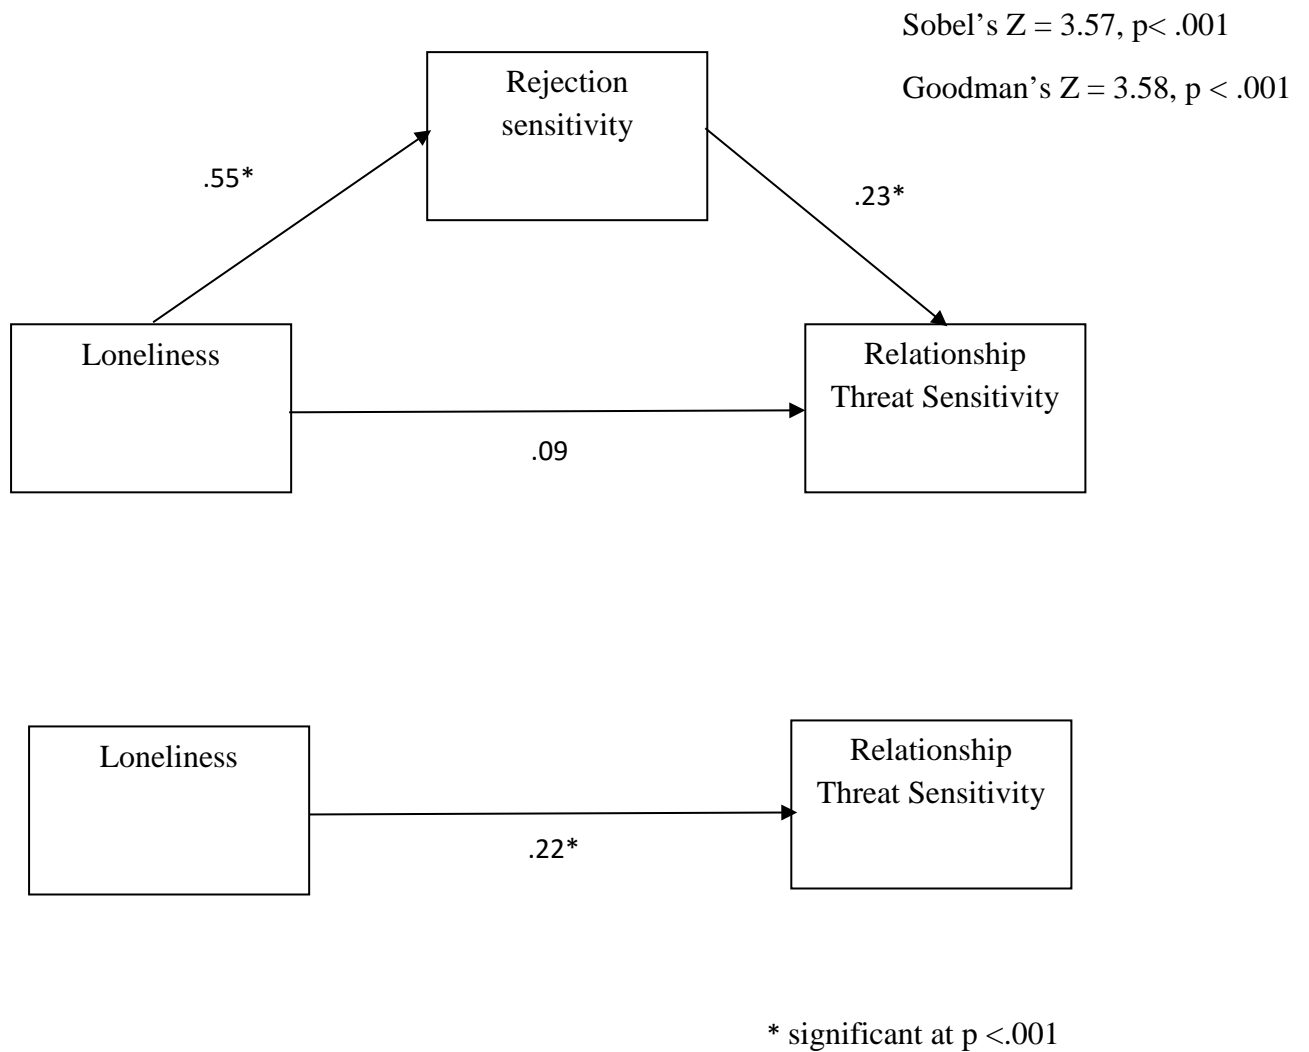 Sobel’s Z = 3.57, p< .001
Goodman’s Z = 3.58, p < .001
Rejection
sensitivity
.55*
.23*
Loneliness
Relationship
Threat Sensitivity
.09
Loneliness
Relationship
Threat Sensitivity
.22*
* significant at p <.001